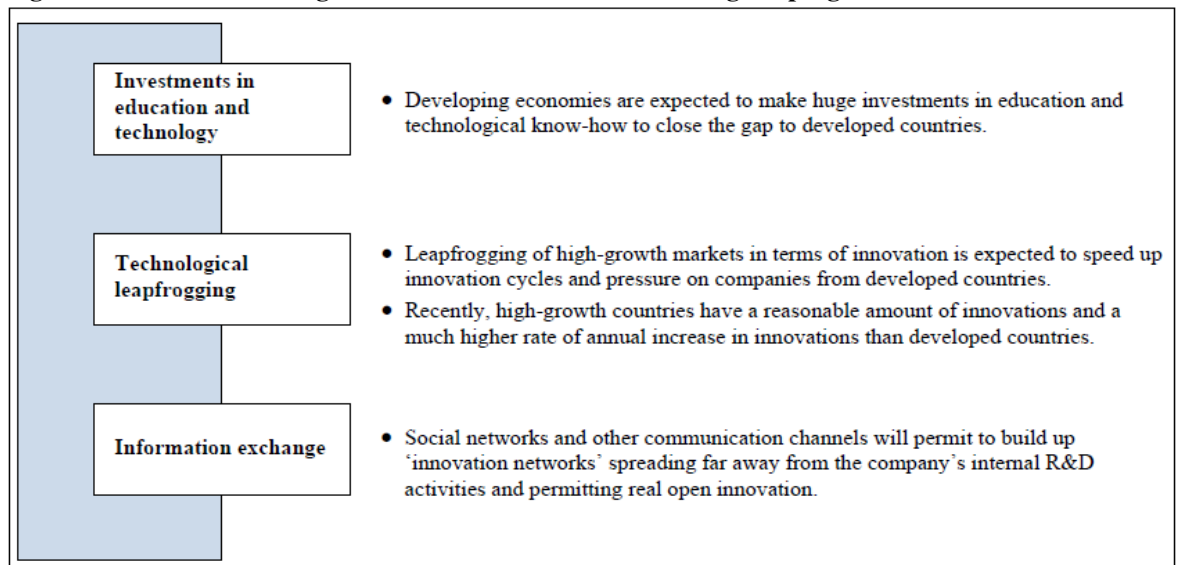 Investments in
education and
technology
• Developing economies are expected to make huge investments in education and
technological know-how to close the gap to developed countries.
Technological
leapfrogging
• Leapfrogging of high-growth markets in terms of innovation is expected to speed up
innovation cycles and pressure on companies from developed countries.
• Recently, high-growth countries have a reasonable amount of innovations and a
much higher rate of annual increase in innovations than developed countries.
Information exchange
• Social networks and other communication channels will permit to build up
‘innovation networks’ spreading far away from the company’s internal R&D
activities and permitting real open innovation.